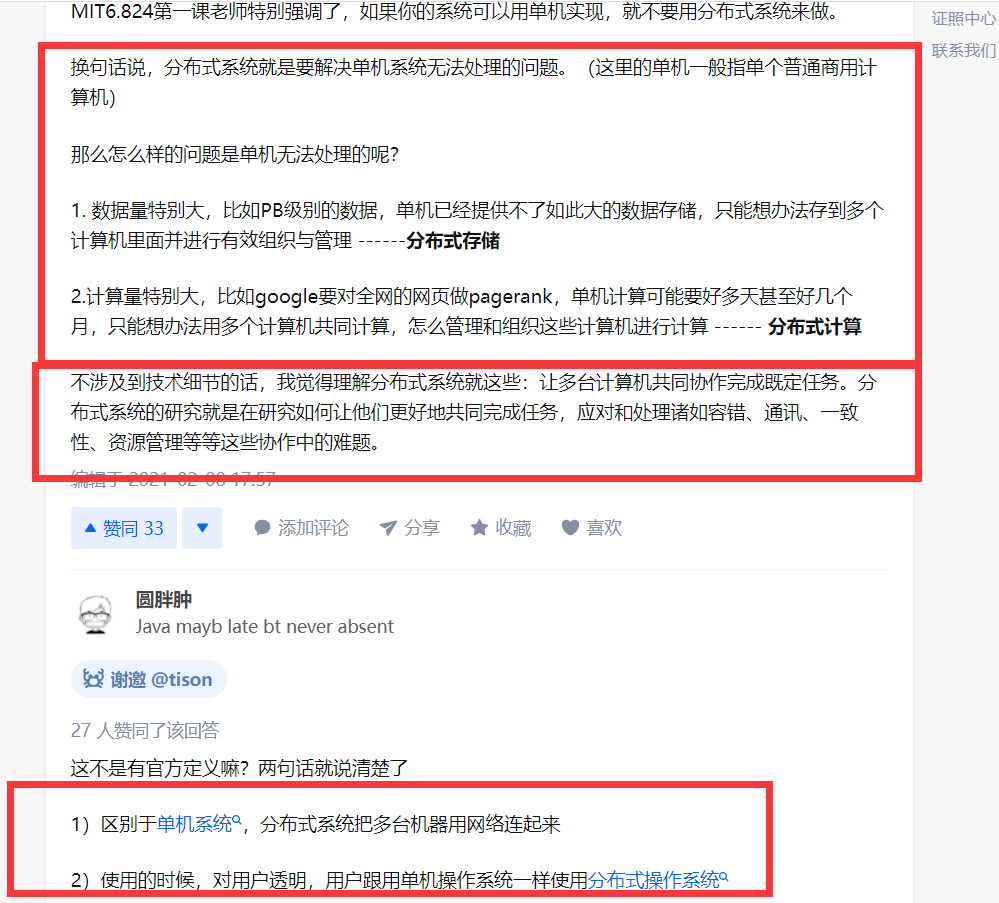 MIT6.824第一课老师特别强调了，如果你的系统可以用单机实现，就不要用分布式系统来做。
证照中心
联系我们
换句话说，分布式系统就是要解决单机系统无法处理的问题。（这里的单机一般指单个普通商用计
算机）
那么怎么样的问题是单机无法处理的呢？
1. 数据量特别大，比如PB级别的数据，单机已经提供不了如此大的数据存储，只能想办法存到多个
计算机里面并进行有效组织与管理 ------分布式存储
2.计算量特别大，比如google要对全网的网页做pagerank，单机计算可能要好多天甚至好几个
月，只能想办法用多个计算机共同计算，怎么管理和组织这些计算机进行计算 ------ 分布式计算
不涉及到技术细节的话，我觉得理解分布式系统就这些：让多台计算机共同协作完成既定任务。分
布式系统的研究就是在研究如何让他们更好地共同完成任务，应对和处理诸如容错、通讯、一致
性、资源管理等等这些协作中的难题。
编辑于 2021-02-08 17:57
赞同 33
添加评论
分享
收藏
喜欢
圆胖肿
Java mayb late bt never absent
谢邀 @tison
27 人赞同了该回答
这不是有官方定义嘛？两句话就说清楚了
1）区别于单机系统，分布式系统把多台机器用网络连起来
2）使用的时候，对用户透明，用户跟用单机操作系统一样使用分布式操作系统